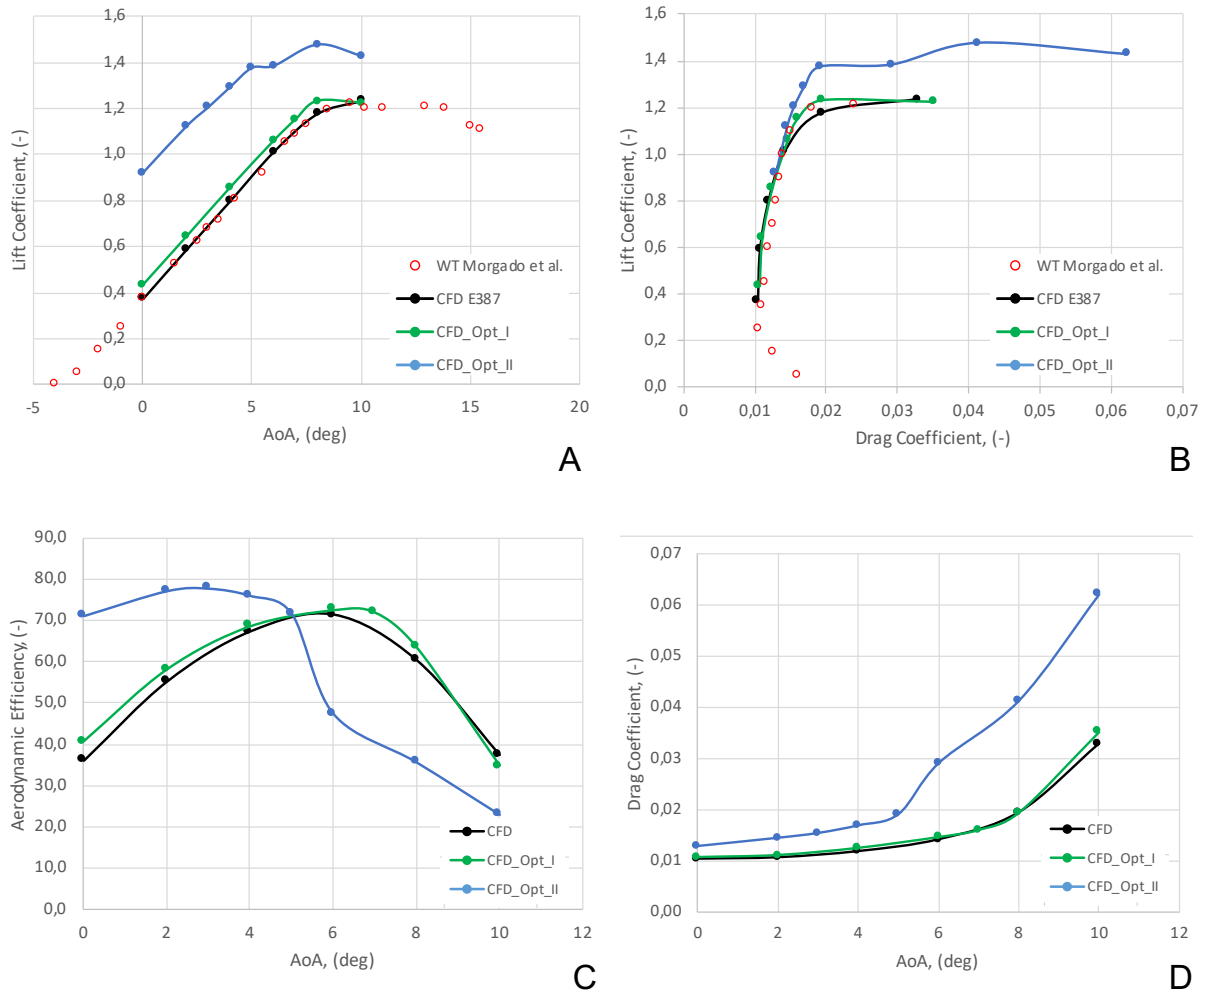 1,6
1,4
1,2
1,0
0,8
0,6
0,4
0,2
0,0
Lift Coefficient, (-)
-5
0
5
10
15
20
AoA, (deg)
WT Morgado et al.
CFD E387
CFD_Opt_I
CFD_Opt_II
A
1,6
1,4
1,2
1,0
0,8
0,6
0,4
0,2
0,0
Lift Coefficient, (-)
0
0,01
0,02
0,03
0,04
0,05
0,06
0,07
Drag Coefficient, (-)
WT Morgado et al.
CFD E387
CFD_Opt_I
CFD_Opt_II
B
90,0
80,0
70,0
60,0
50,0
40,0
30,0
20,0
10,0
0,0
Aerodynamic Efficiency, (-)
0
2
4
6
8
10
12
AoA, (deg)
CFD
CFD_Opt_I
CFD_Opt_II
C
0,07
0,06
0,05
0,04
0,03
0,02
0,01
0,00
Drag Coefficient, (-)
0
2
4
6
8
10
12
AoA, (deg)
CFD
CFD_Opt_I
CFD_Opt_II
D